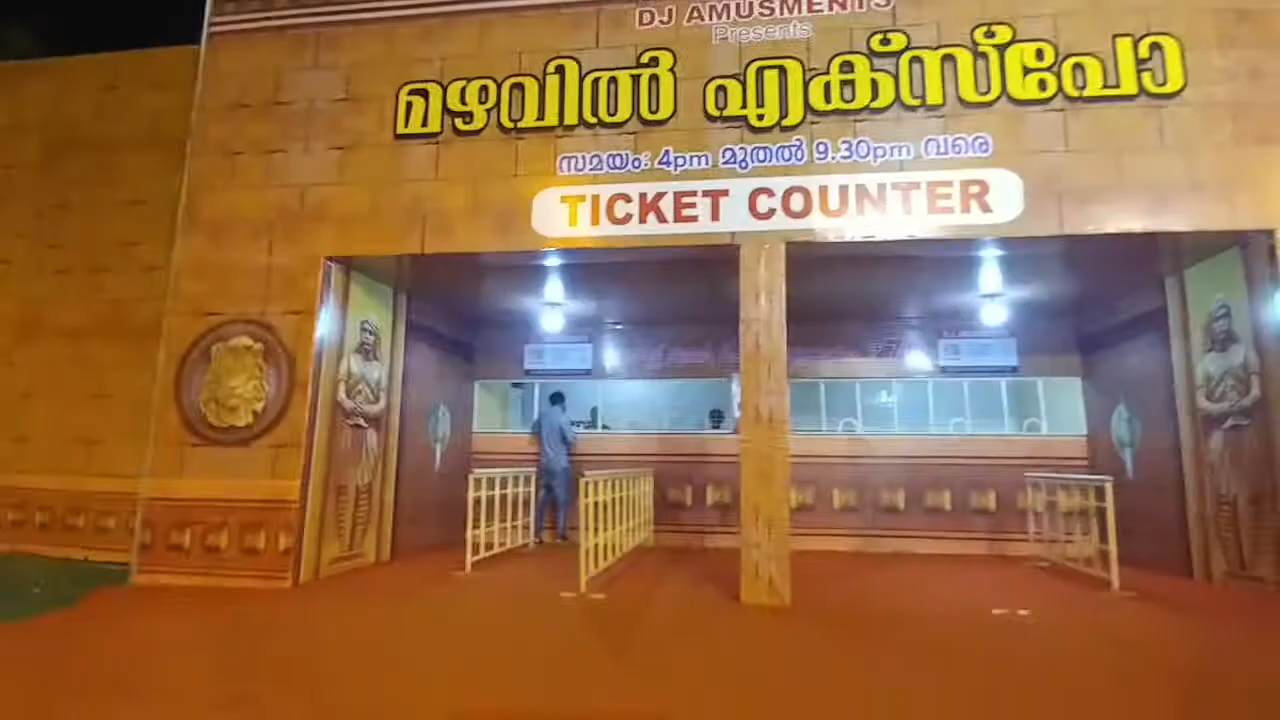 DJ AMUSMENTS
Presents
മഴവിൽ എക്സ്പോ
സമയം: 4pm മുതൽ 9.30pm വരെ
TICKET COUNTER